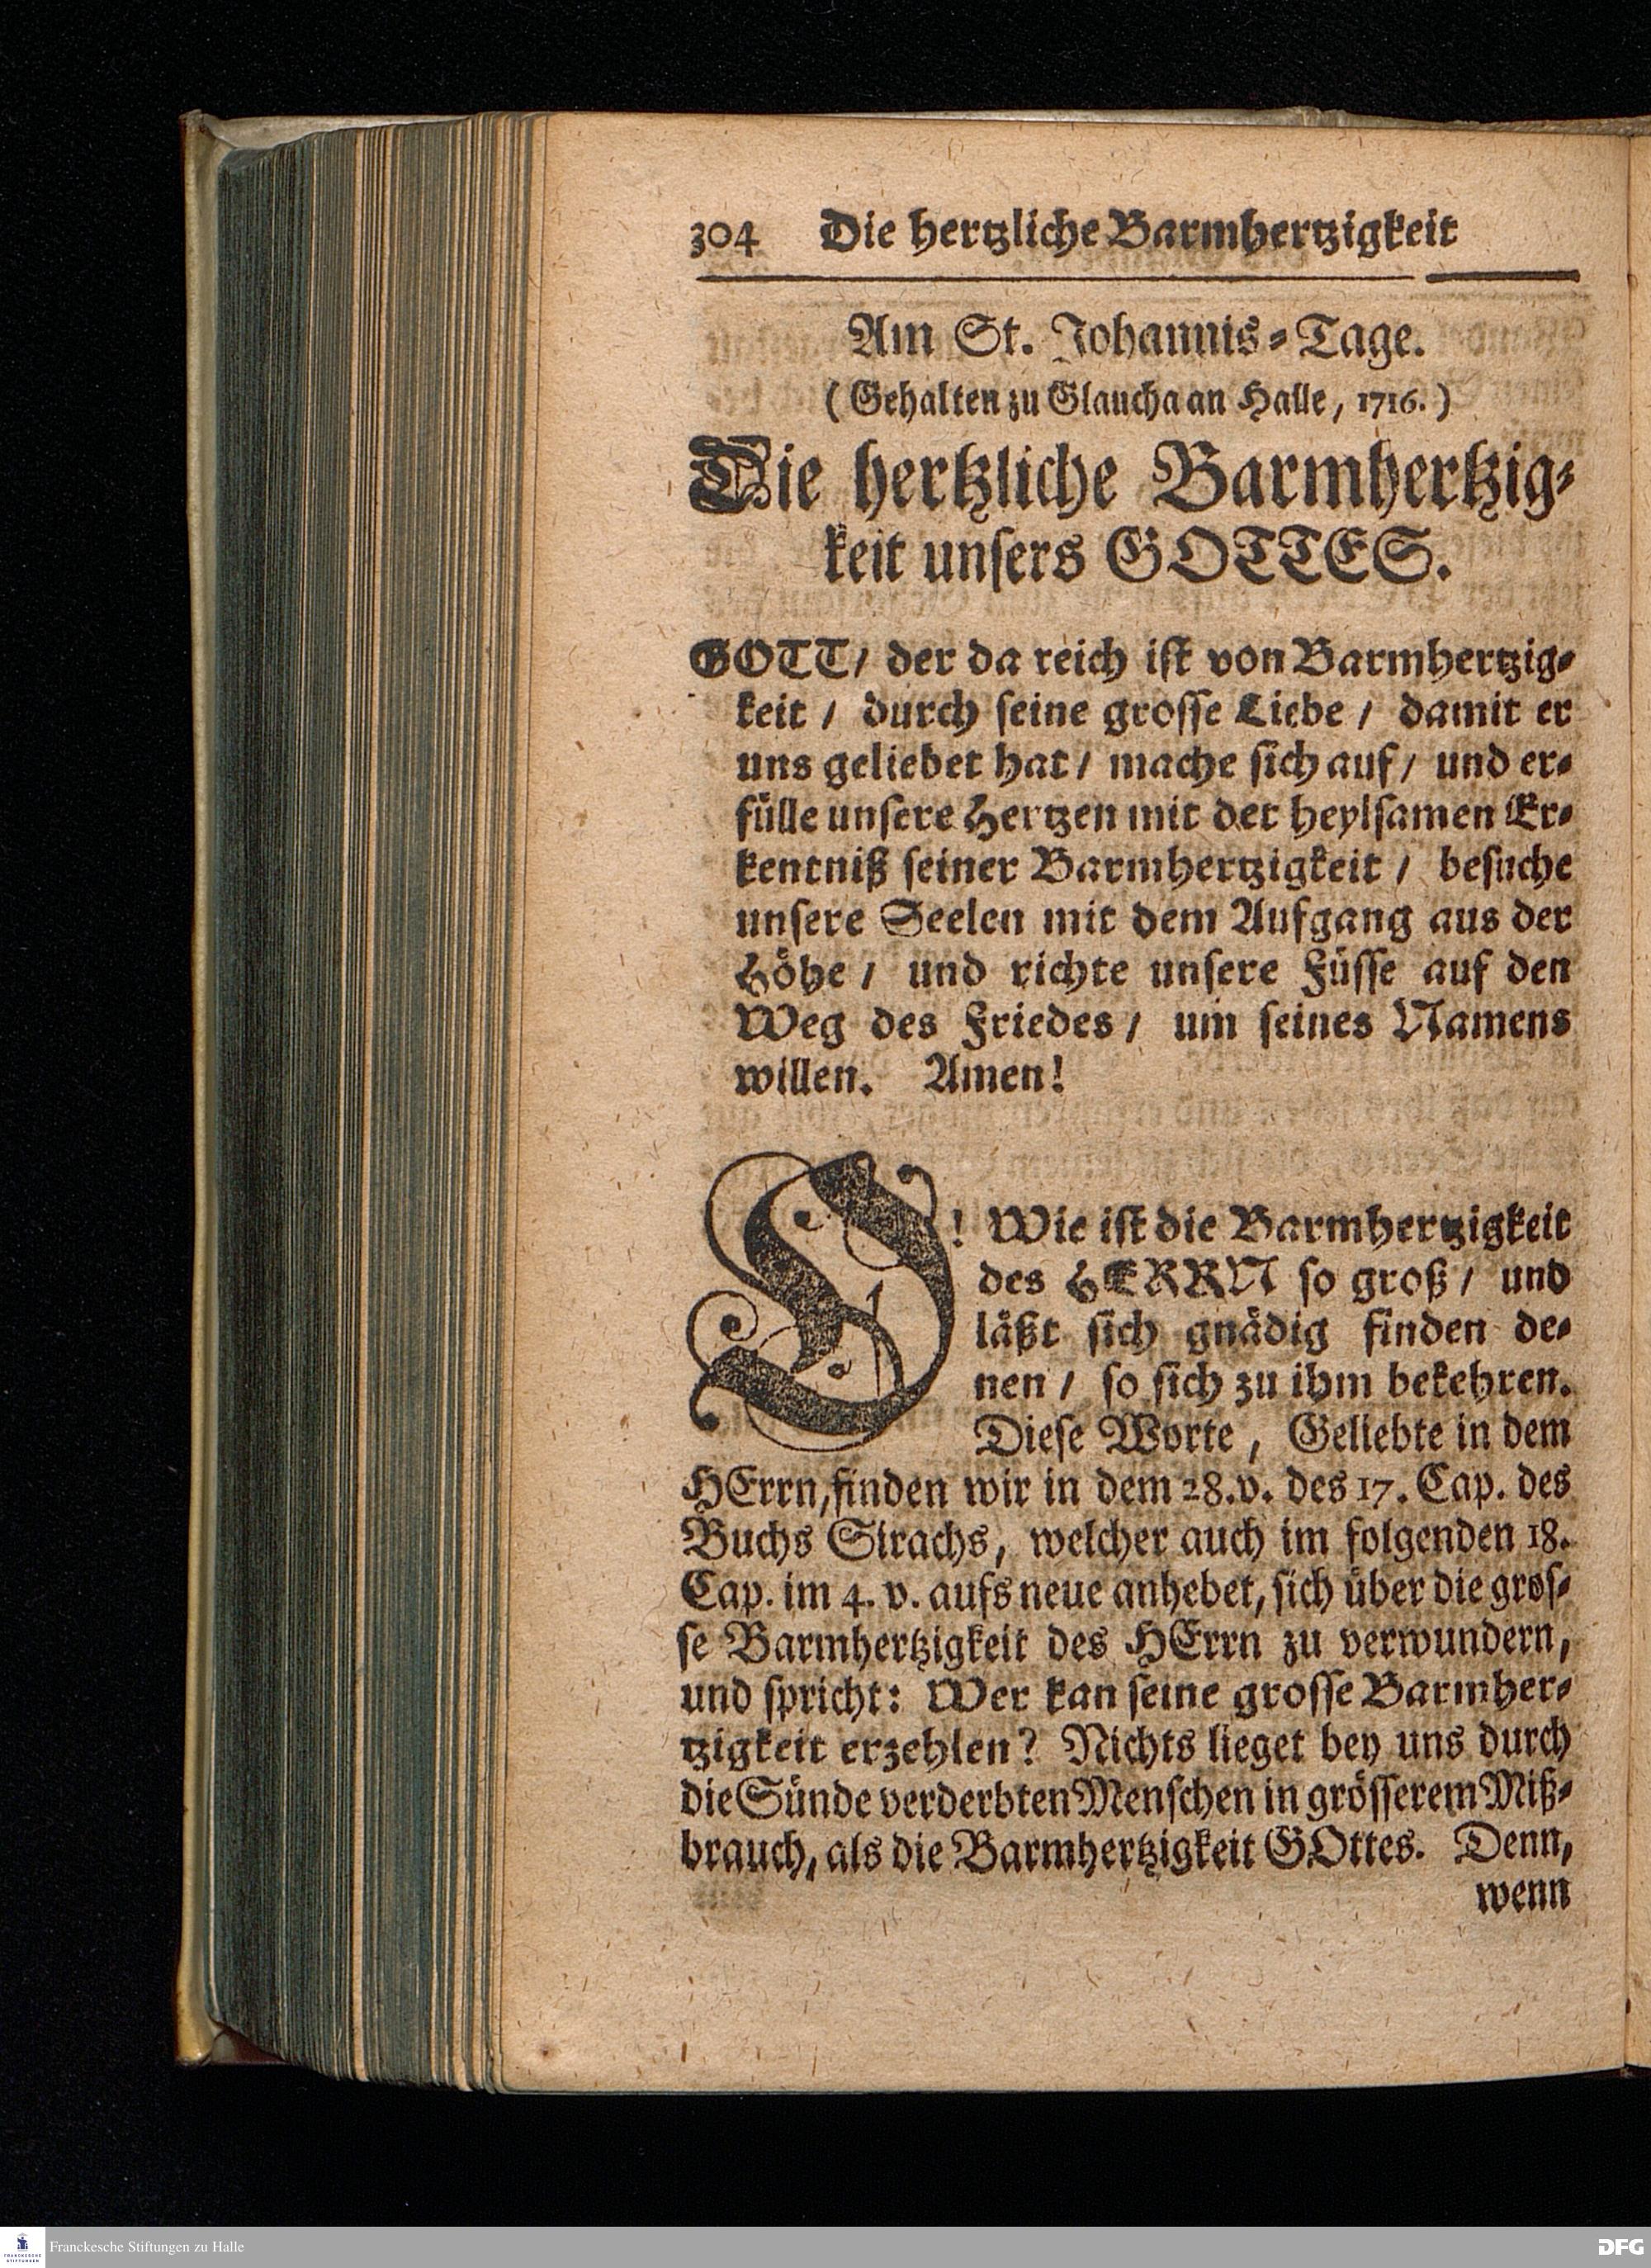 304 Die hertzliche Barmhertzigkeit
Am St. Johannis-Tage.
(Gehalten zu Glaucha an Halle, 1716.)
Die hertzliche Barmhertzig-
keit unsers GOTTES.
GOTT/ der da reich ist von Barmhertzig-
keit / durch seine grosse Liebe / damit er
uns geliebet hat / mache sich auf / und er-
fülle unsere Hertzen mit der heylsamen Er-
kentniß seiner Barmhertzigkeit / besuche
unsere Seelen mit dem Aufgang aus der
Höhe / und richte unsere Füsse auf den
Weg des Friedes / um seines Namens
willen. Amen!
O! Wie ist die Barmhertzigkeit
des HERRN so groß / und
läßt sich gnädig finden de-
nen / so sich zu ihm bekehren.
Diese Worte, Geliebte in dem
HErrn, finden wir in dem 28. v. des 17. Cap. des
Buchs Sirachs, welcher auch im folgenden 18.
Cap. im 4. v. aufs neue anhebet, sich über die gros-
se Barmhertzigkeit des HErrn zu verwundern,
und spricht: Wer kan seine grosse Barmher-
tzigkeit erzehlen? Nichts lieget bey uns durch
die Sünde verderbten Menschen in grösserem Miß-
brauch, als die Barmhertzigkeit GOttes. Denn,
wenn
FRANCKESCHE
STIFTUNGEN
Franckesche Stiftungen zu Halle
DFG